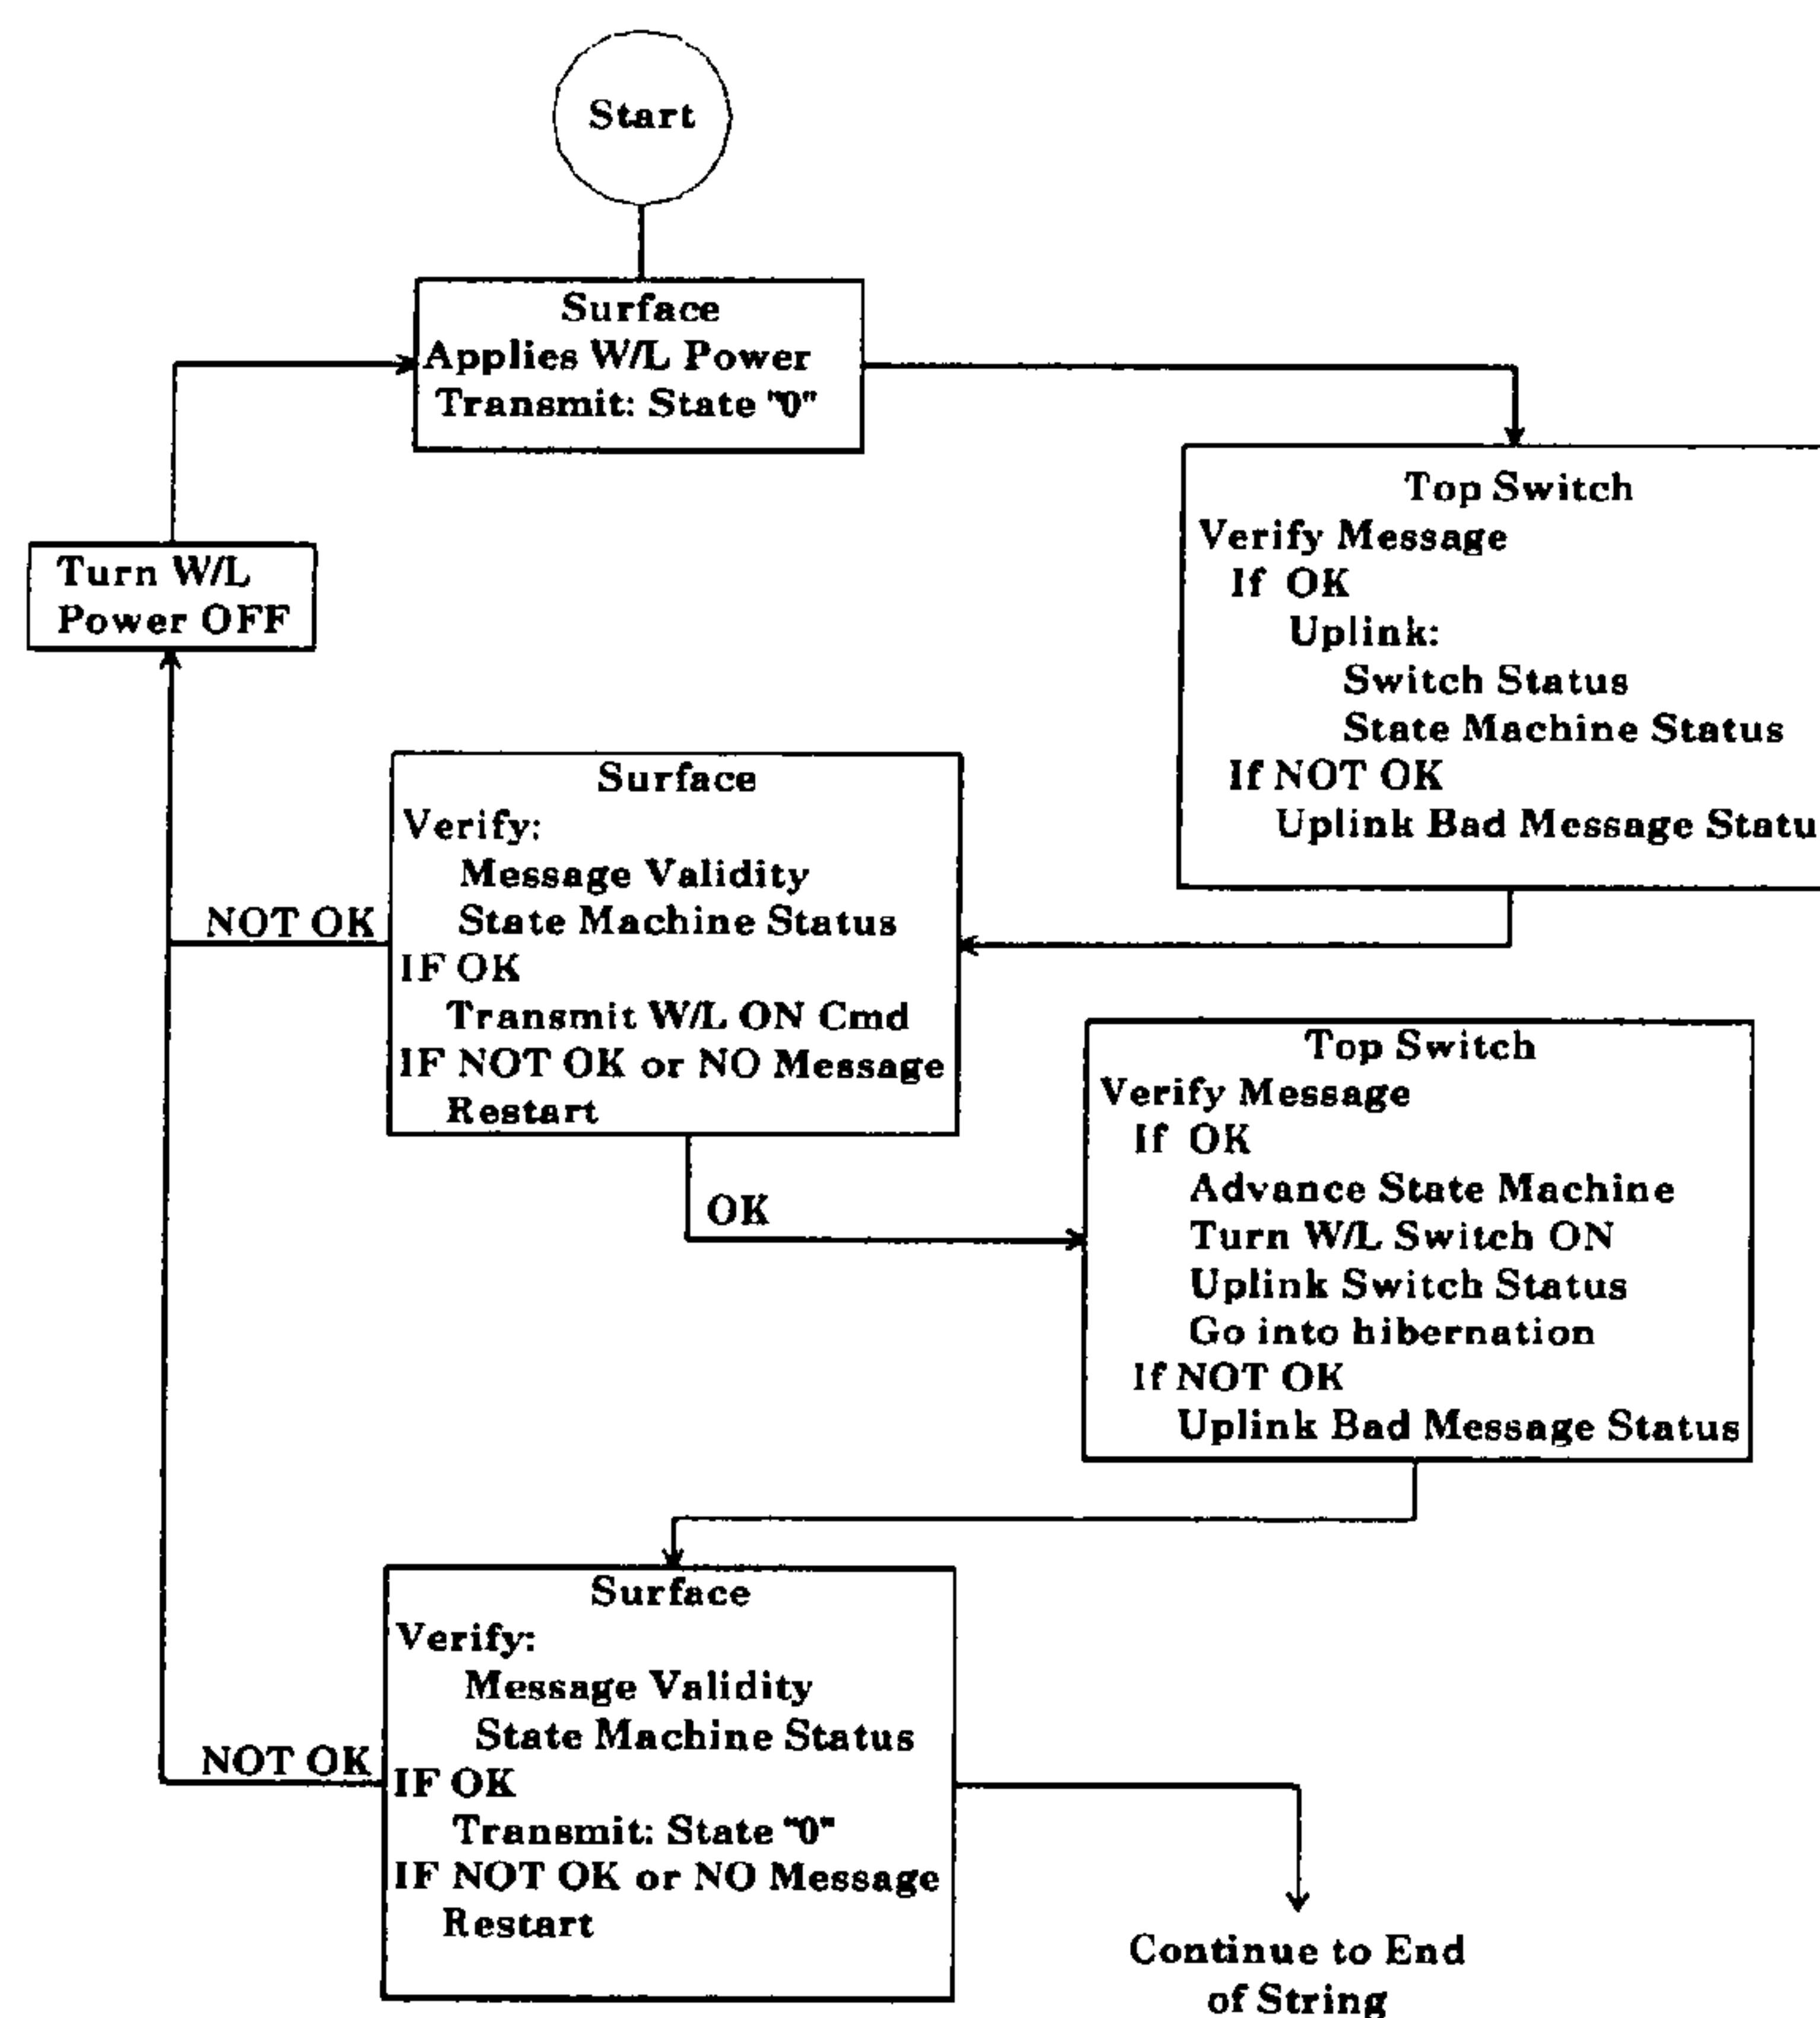 Start
Surface
Applies W/L Power
Transmit: State "0"
Turn W/L
Power OFF
Top Switch
Verify Message
If OK
Uplink:
Switch Status
State Machine Status
If NOT OK
Uplink Bad Message Statu
Surface
Verify:
Message Validity
State Machine Status
IF OK
Transmit W/L ON Cmd
IF NOT OK or NO Message
Restart
NOT OK
OK
Top Switch
Verify Message
If OK
Advance State Machine
Turn W/L Switch ON
Uplink Switch Status
Go into hibernation
If NOT OK
Uplink Bad Message Status
Surface
Verify:
Message Validity
State Machine Status
IF OK
Transmit: State "0"
IF NOT OK or NO Message
Restart
NOT OK
Continue to End
of String